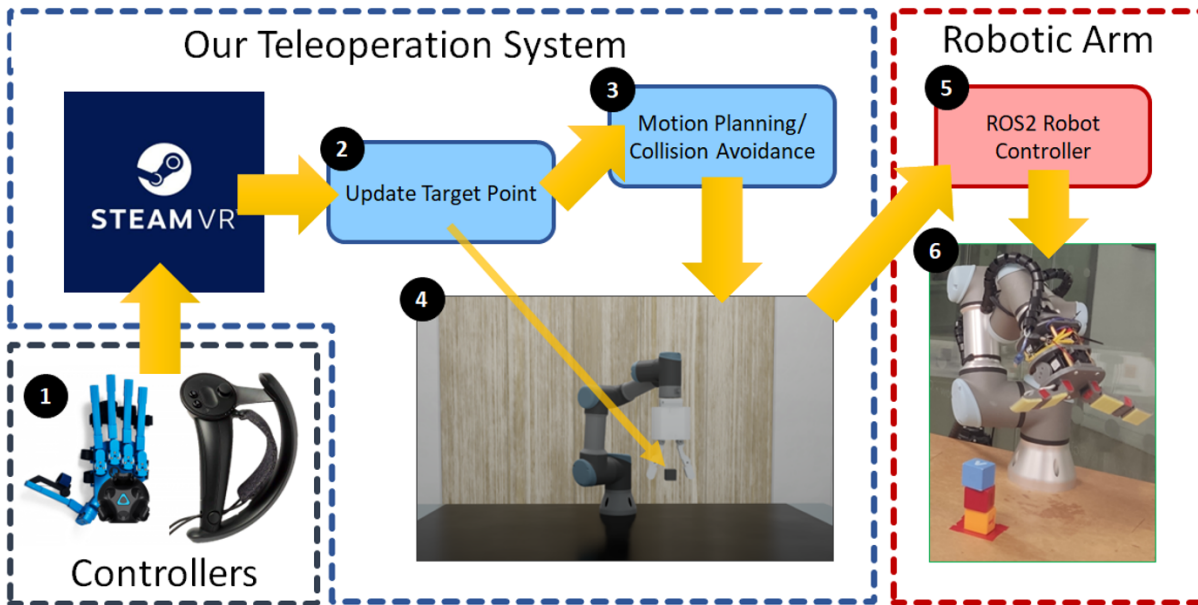 Our Teleoperation System
Robotic Arm
3
Motion Planning/
Collision Avoidance
5
ROS2 Robot
Controller
2
Update Target Point
STEAMVR
4
6
1
Controllers